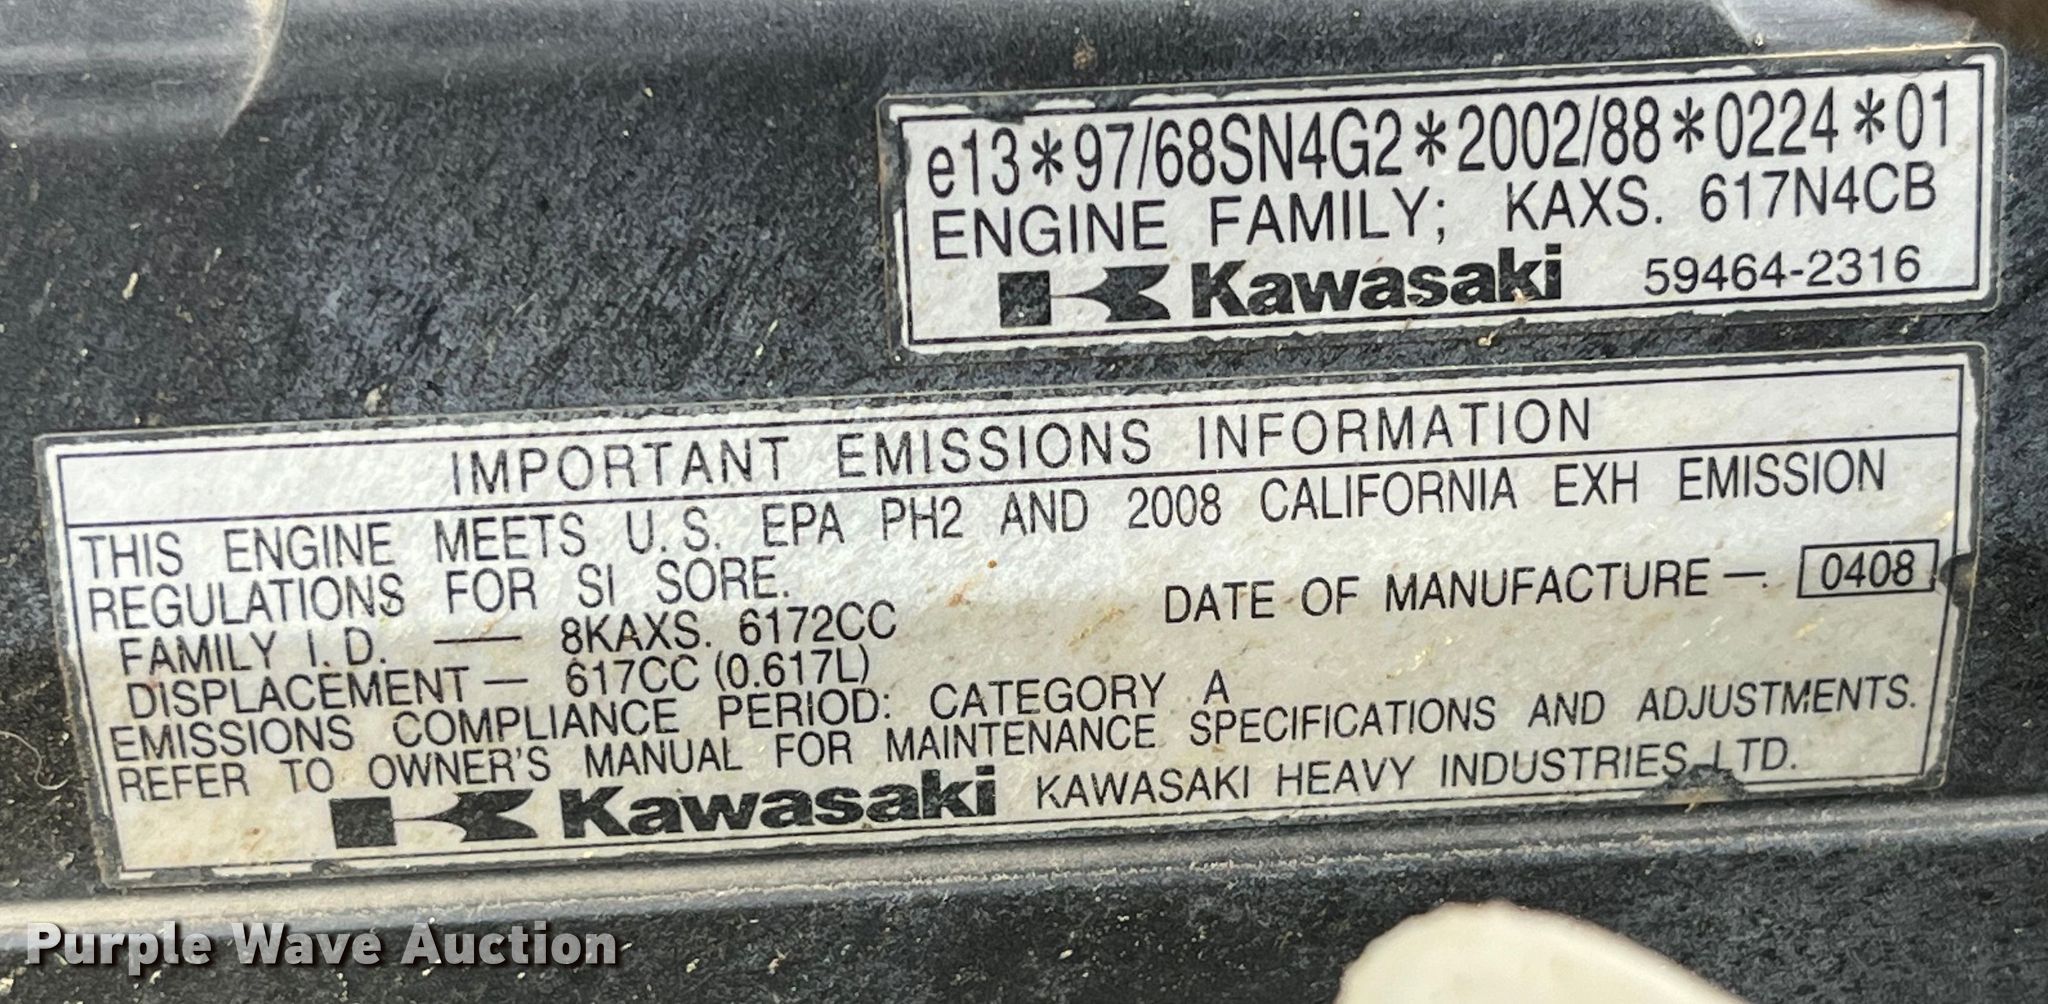 e13*97/68SN4G2*2002/88*0224*01
ENGINE FAMILY; KAXS. 617N4CB
Kawasaki 59464-2316
IMPORTANT EMISSIONS INFORMATION
THIS ENGINE MEETS U.S. EPA PH2 AND 2008 CALIFORNIA EXH EMISSION
REGULATIONS FOR SI SORE.
FAMILY I.D. — 8KAXS. 6172CC DATE OF MANUFACTURE —. 0408
DISPLACEMENT — 617CC (0.617L)
EMISSIONS COMPLIANCE PERIOD: CATEGORY A
REFER TO OWNER'S MANUAL FOR MAINTENANCE SPECIFICATIONS AND ADJUSTMENTS.
Kawasaki KAWASAKI HEAVY INDUSTRIES LTD.
Purple Wave Auction